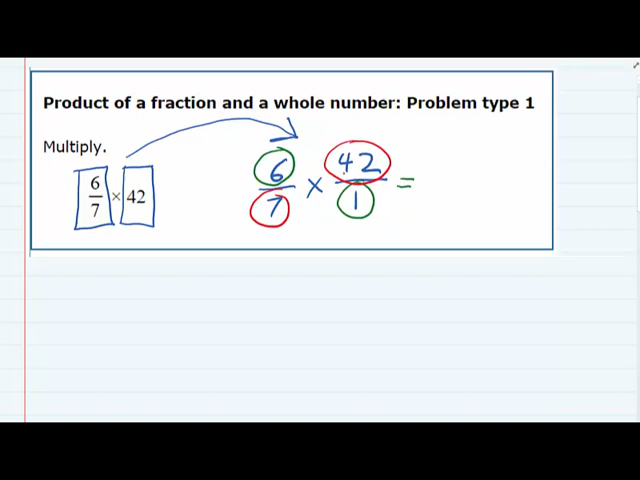 Product of a fraction and a whole number: Problem type 1
Multiply.
6/7 × 42
6/7 × 42/1 =